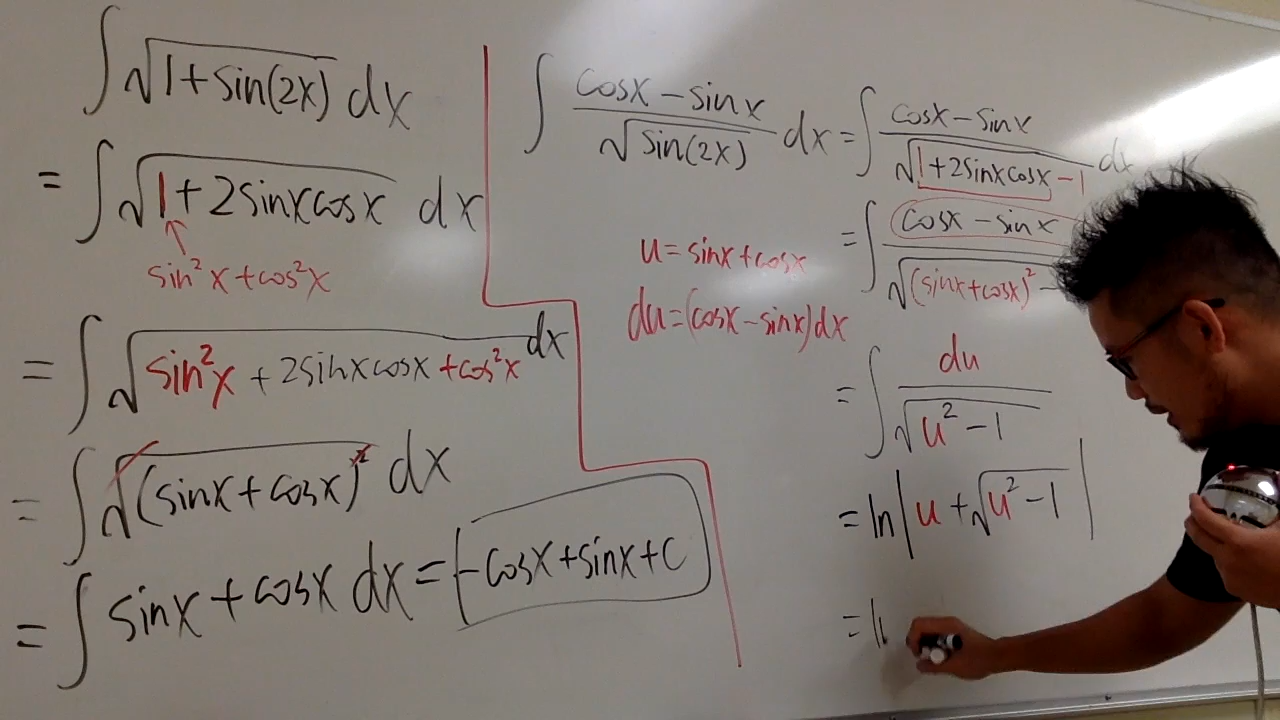 ∫ √(1+sin(2x)) dx
= ∫ √(1+2sinxcosx) dx
↑
sin²x+cos²x
= ∫ √(sin²x + 2sinxcosx + cos²x) dx
= ∫ √((sinx+cosx)²) dx
= ∫ sinx+cosx dx = -cosx+sinx+C
∫ (cosx-sinx)/√(sin(2x)) dx = ∫ (cosx-sinx)/√(1+2sinxcosx-1) dx
= ∫ (cosx-sinx)/√((sinx+cosx)²-
u=sinx+cosx
du=(cosx-sinx)dx
= ∫ du/√(u²-1)
= ln|u+√(u²-1)|
= ln